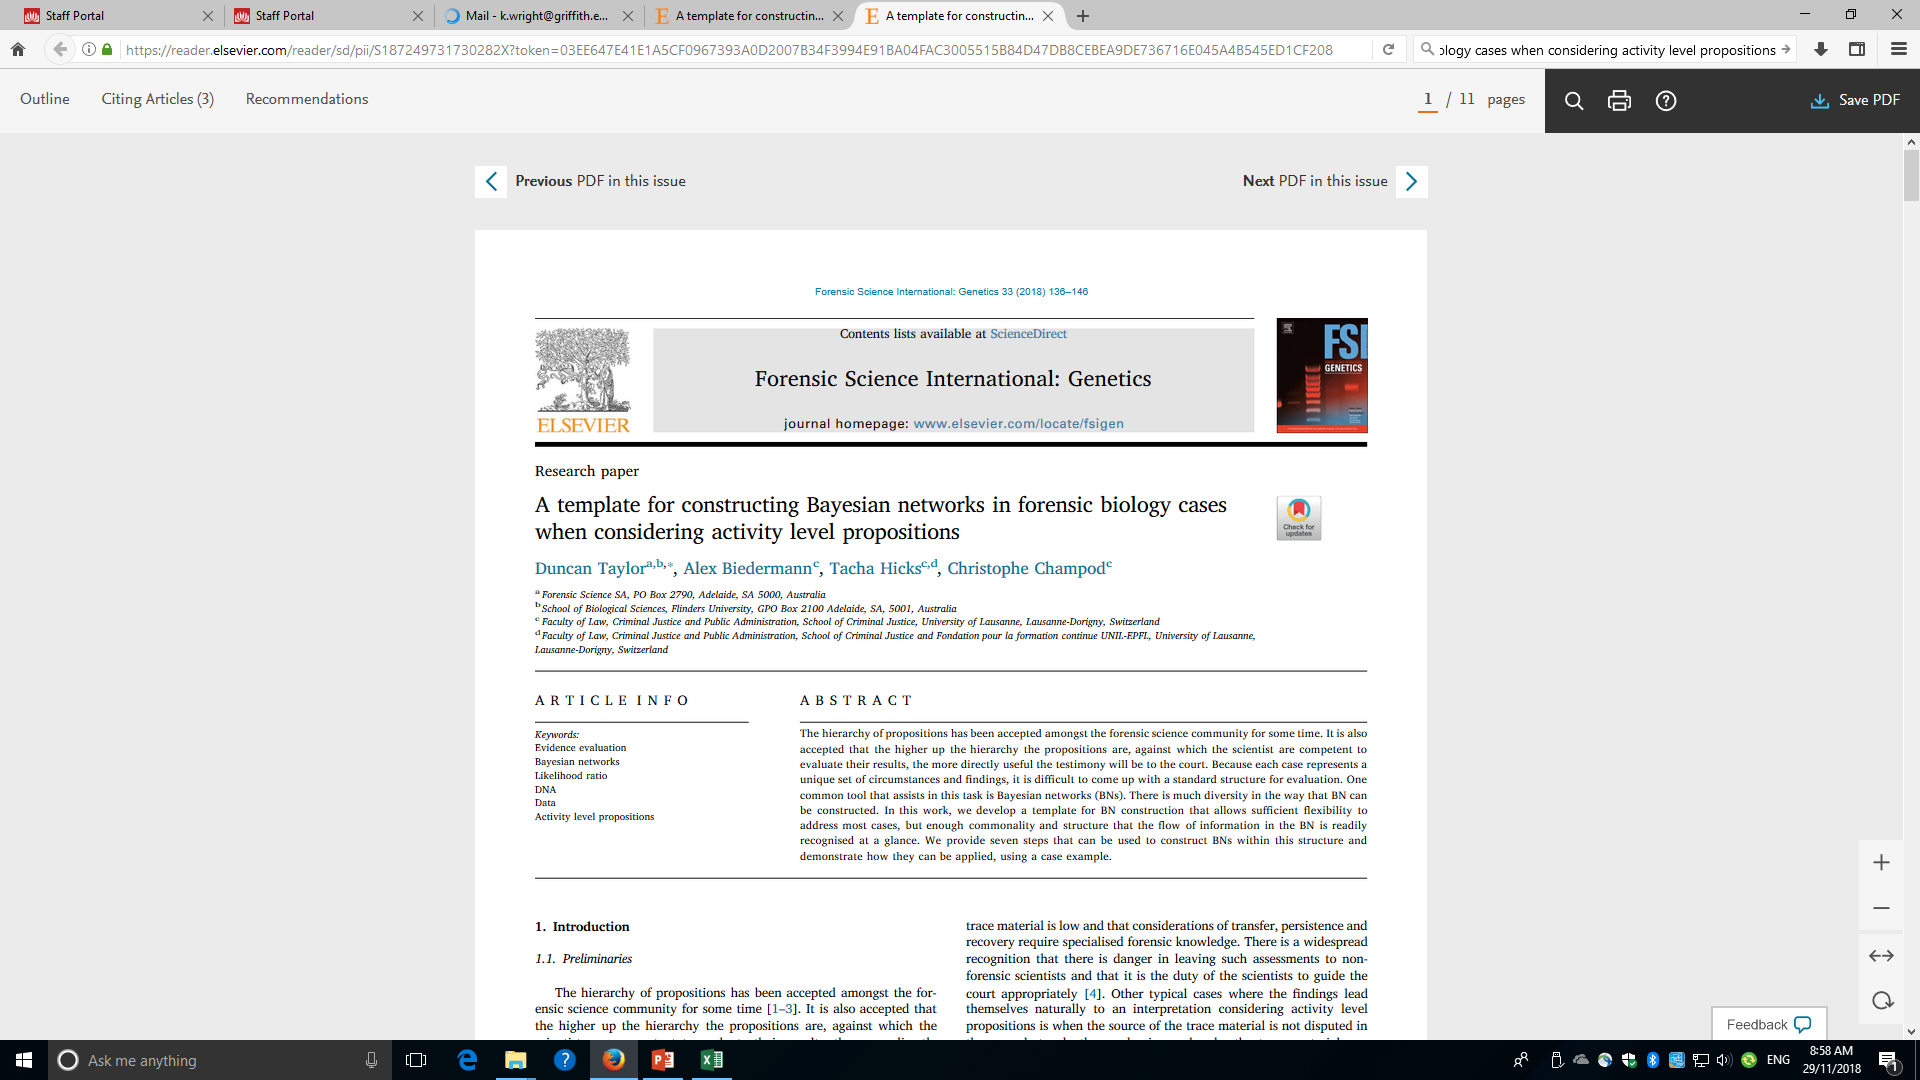 Staff Portal
Staff Portal
Mail - k.wright@griffith.e...
A template for constructin...
A template for constructin...
https://reader.elsevier.com/reader/sd/pii/S187249731730282X?token=03EE647E41E1A5CF0967393A0D2007B34F3994E91BA04FAC3005515B84D47DB8CEBEA9DE736716E045A4B545ED1CF208
ology cases when considering activity level propositions
Outline
Citing Articles (3)
Recommendations
1 / 11 pages
Save PDF
Previous PDF in this issue
Next PDF in this issue
Forensic Science International: Genetics 33 (2018) 136–146
Contents lists available at ScienceDirect
Forensic Science International: Genetics
journal homepage: www.elsevier.com/locate/fsigen
ELSEVIER
FSI
GENETICS
Research paper
A template for constructing Bayesian networks in forensic biology cases
when considering activity level propositions
Check for
updates
Duncan Taylora,b,*, Alex Biedermannc, Tacha Hicksc,d, Christophe Champodc
a Forensic Science SA, PO Box 2790, Adelaide, SA 5000, Australia
b School of Biological Sciences, Flinders University, GPO Box 2100 Adelaide, SA, 5001, Australia
c Faculty of Law, Criminal Justice and Public Administration, School of Criminal Justice, University of Lausanne, Lausanne-Dorigny, Switzerland
d Faculty of Law, Criminal Justice and Public Administration, School of Criminal Justice and Fondation pour la formation continue UNIL-EPFL, University of Lausanne,
Lausanne-Dorigny, Switzerland
ARTICLE INFO
Keywords:
Evidence evaluation
Bayesian networks
Likelihood ratio
DNA
Data
Activity level propositions
ABSTRACT
The hierarchy of propositions has been accepted amongst the forensic science community for some time. It is also
accepted that the higher up the hierarchy the propositions are, against which the scientist are competent to
evaluate their results, the more directly useful the testimony will be to the court. Because each case represents a
unique set of circumstances and findings, it is difficult to come up with a standard structure for evaluation. One
common tool that assists in this task is Bayesian networks (BNs). There is much diversity in the way that BN can
be constructed. In this work, we develop a template for BN construction that allows sufficient flexibility to
address most cases, but enough commonality and structure that the flow of information in the BN is readily
recognised at a glance. We provide seven steps that can be used to construct BNs within this structure and
demonstrate how they can be applied, using a case example.
1. Introduction
1.1. Preliminaries
The hierarchy of propositions has been accepted amongst the for-
ensic science community for some time [1–3]. It is also accepted that
the higher up the hierarchy the propositions are, against which the
trace material is low and that considerations of transfer, persistence and
recovery require specialised forensic knowledge. There is a widespread
recognition that there is danger in leaving such assessments to non-
forensic scientists and that it is the duty of the scientists to guide the
court appropriately [4]. Other typical cases where the findings lead
themselves naturally to an interpretation considering activity level
propositions is when the source of the trace material is not disputed in
Feedback
Ask me anything
ENG
8:58 AM
29/11/2018
1